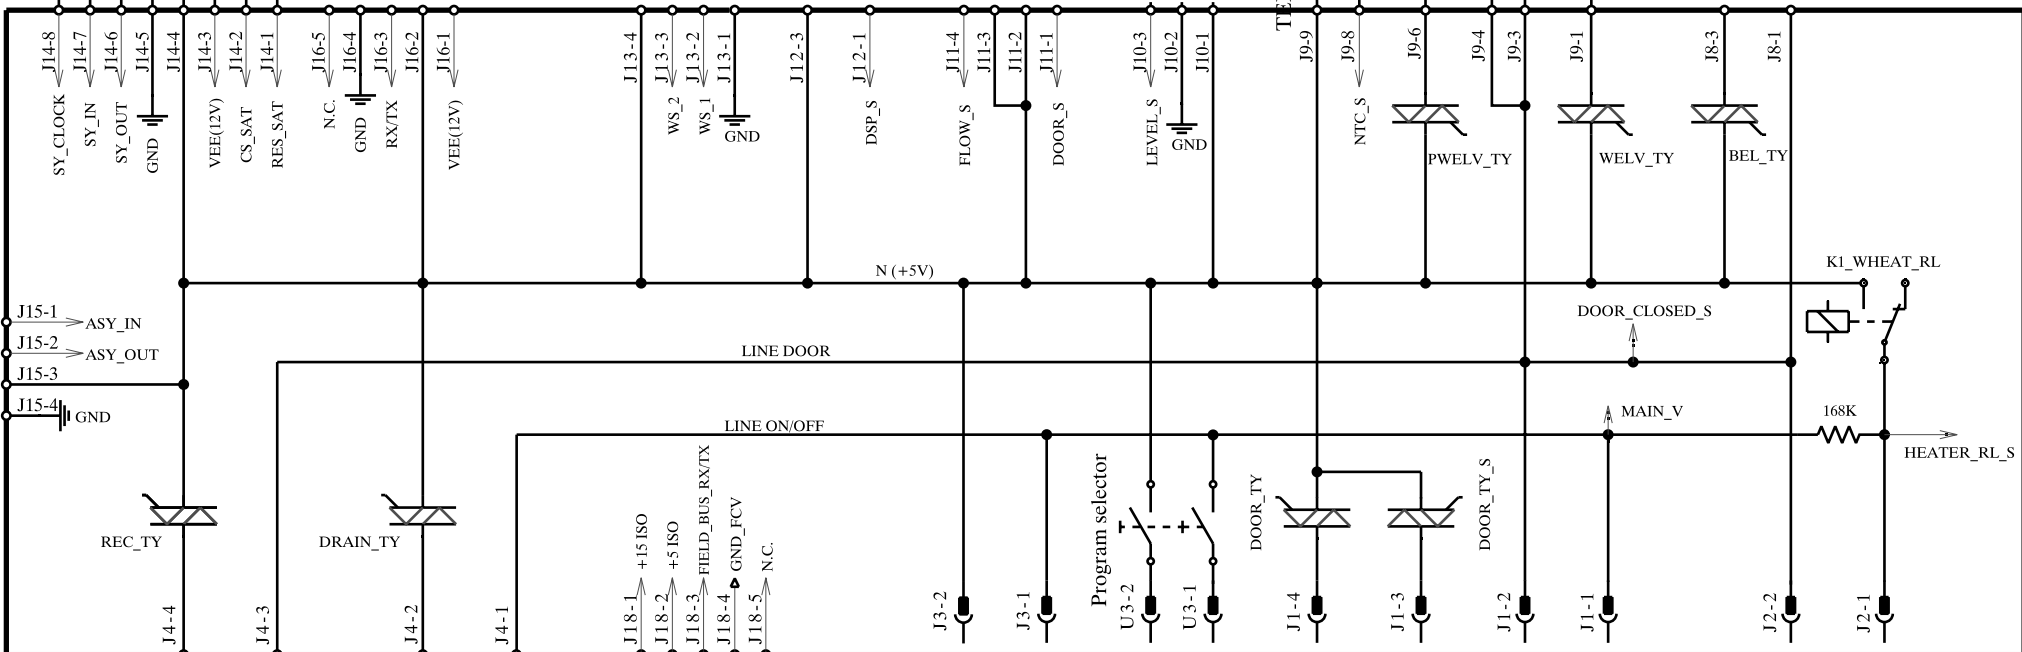 J14-8
J14-7
J14-6
J14-5
J14-4
J14-3
J14-2
J14-1
J16-5
J16-4
J16-3
J16-2
J16-1
J13-4
J13-3
J13-2
J13-1
J12-3
J12-1
J11-4
J11-3
J11-2
J11-1
J10-3
J10-2
J10-1
J9-9
J9-8
J9-6
J9-4
J9-3
J9-1
J8-3
J8-1
SY_CLOCK
SY_IN
SY_OUT
GND
VEE(12V)
CS_SAT
RES_SAT
N.C.
GND
RX/TX
VEE(12V)
WS_2
WS_1
GND
DSP_S
FLOW_S
DOOR_S
LEVEL_S
GND
NTC_S
PWELV_TY
WELV_TY
BEL_TY
N (+5V)
K1_WHEAT_RL
J15-1
ASY_IN
J15-2
ASY_OUT
J15-3
J15-4
GND
DOOR_CLOSED_S
LINE DOOR
LINE ON/OFF
MAIN_V
168K
HEATER_RL_S
REC_TY
DRAIN_TY
+15 ISO
+5 ISO
FIELD_BUS_RX/TX
GND_FCV
N.C.
Program selector
DOOR_TY
DOOR_TY_S
J4-4
J4-3
J4-2
J4-1
J18-1
J18-2
J18-3
J18-4
J18-5
J3-2
J3-1
U3-2
U3-1
J1-4
J1-3
J1-2
J1-1
J2-2
J2-1